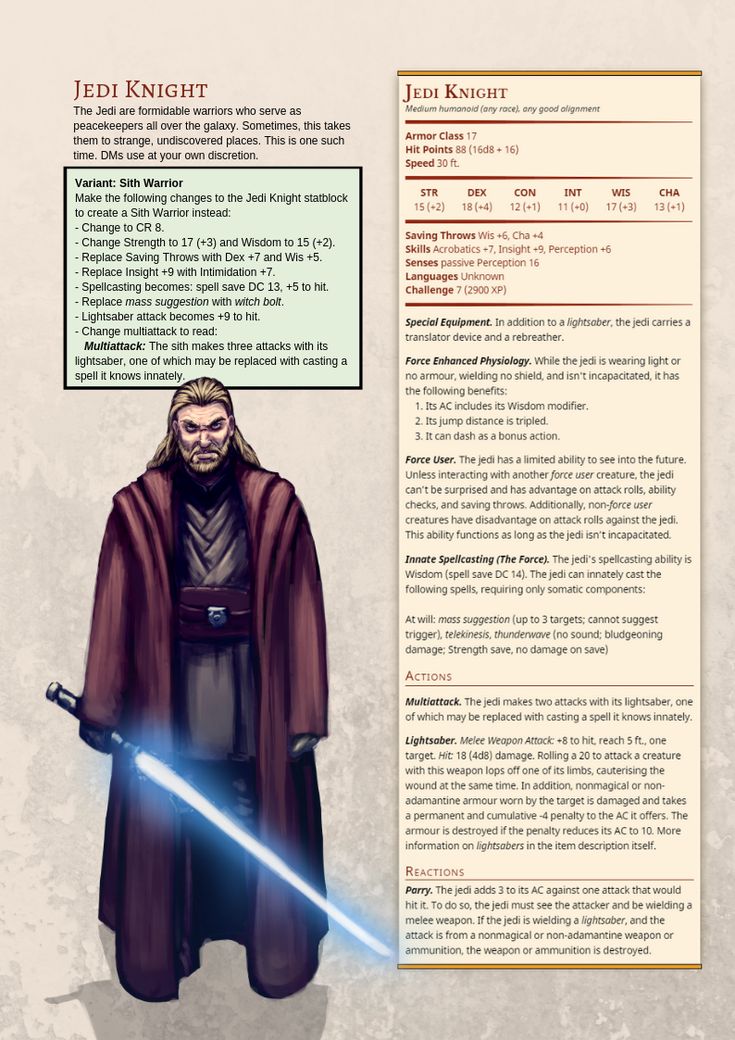 Jedi Knight
The Jedi are formidable warriors who serve as
peacekeepers all over the galaxy. Sometimes, this takes
them to strange, undiscovered places. This is one such
time. DMs use at your own discretion.
Variant: Sith Warrior
Make the following changes to the Jedi Knight statblock
to create a Sith Warrior instead:
- Change to CR 8.
- Change Strength to 17 (+3) and Wisdom to 15 (+2).
- Replace Saving Throws with Dex +7 and Wis +5.
- Replace Insight +9 with Intimidation +7.
- Spellcasting becomes: spell save DC 13, +5 to hit.
- Replace mass suggestion with witch bolt.
- Lightsaber attack becomes +9 to hit.
- Change multiattack to read:
Multiattack: The sith makes three attacks with its
lightsaber, one of which may be replaced with casting a
spell it knows innately.
Jedi Knight
Medium humanoid (any race), any good alignment
Armor Class 17
Hit Points 88 (16d8 + 16)
Speed 30 ft.
STR DEX CON INT WIS CHA
15 (+2) 18 (+4) 12 (+1) 11 (+0) 17 (+3) 13 (+1)
Saving Throws Wis +6, Cha +4
Skills Acrobatics +7, Insight +9, Perception +6
Senses passive Perception 16
Languages Unknown
Challenge 7 (2900 XP)
Special Equipment. In addition to a lightsaber, the jedi carries a
translator device and a rebreather.
Force Enhanced Physiology. While the jedi is wearing light or
no armour, wielding no shield, and isn't incapacitated, it has
the following benefits:
1. Its AC includes its Wisdom modifier.
2. Its jump distance is tripled.
3. It can dash as a bonus action.
Force User. The jedi has a limited ability to see into the future.
Unless interacting with another force user creature, the jedi
can't be surprised and has advantage on attack rolls, ability
checks, and saving throws. Additionally, non-force user
creatures have disadvantage on attack rolls against the jedi.
This ability functions as long as the jedi isn't incapacitated.
Innate Spellcasting (The Force). The jedi's spellcasting ability is
Wisdom (spell save DC 14). The jedi can innately cast the
following spells, requiring only somatic components:
At will: mass suggestion (up to 3 targets; cannot suggest
trigger), telekinesis, thunderwave (no sound; bludgeoning
damage; Strength save, no damage on save)
Actions
Multiattack. The jedi makes two attacks with its lightsaber, one
of which may be replaced with casting a spell it knows innately.
Lightsaber. Melee Weapon Attack: +8 to hit, reach 5 ft., one
target. Hit: 18 (4d8) damage. Rolling a 20 to attack a creature
with this weapon lops off one of its limbs, cauterising the
wound at the same time. In addition, nonmagical or non-
adamantine armour worn by the target is damaged and takes
a permanent and cumulative -4 penalty to the AC it offers. The
armour is destroyed if the penalty reduces its AC to 10. More
information on lightsabers in the item description itself.
Reactions
Parry. The jedi adds 3 to its AC against one attack that would
hit it. To do so, the jedi must see the attacker and be wielding a
melee weapon. If the jedi is wielding a lightsaber, and the
attack is from a nonmagical or non-adamantine weapon or
ammunition, the weapon or ammunition is destroyed.